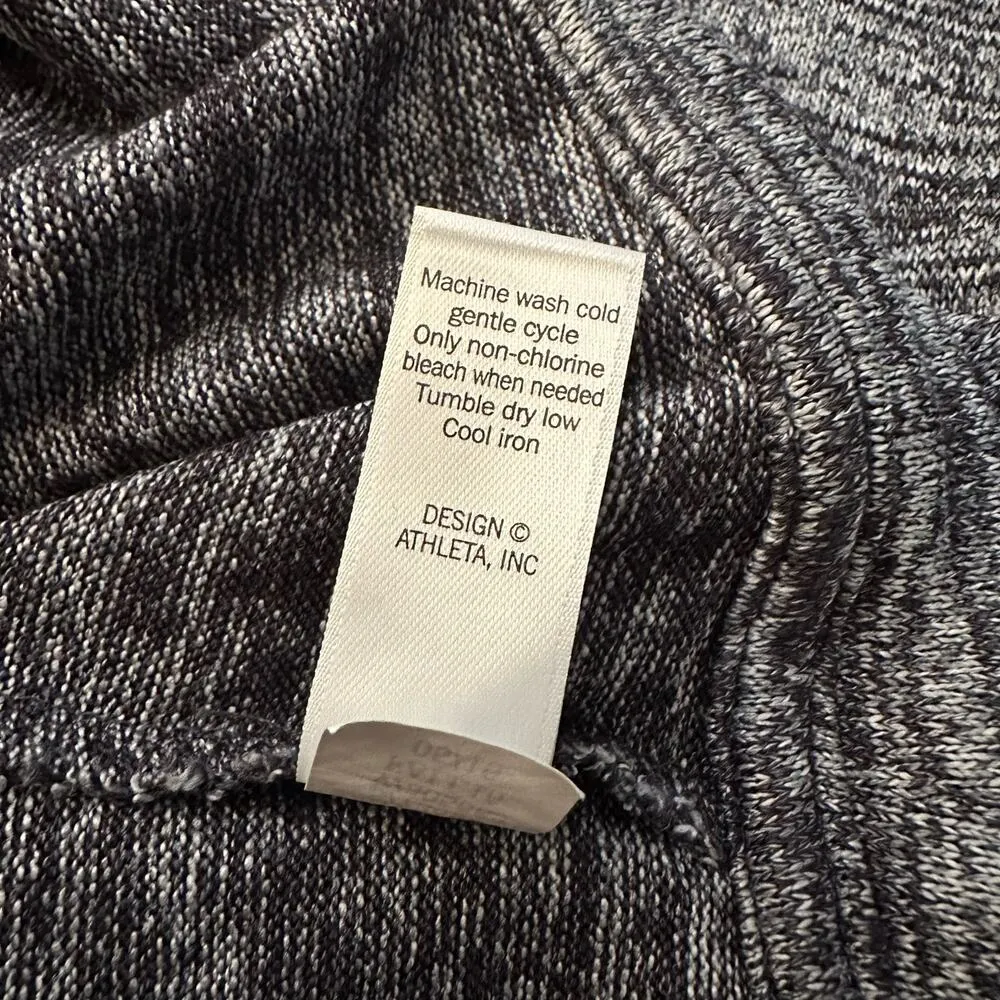 Machine wash cold
gentle cycle
Only non-chlorine
bleach when needed
Tumble dry low
Cool iron
DESIGN ©
ATHLETA, INC